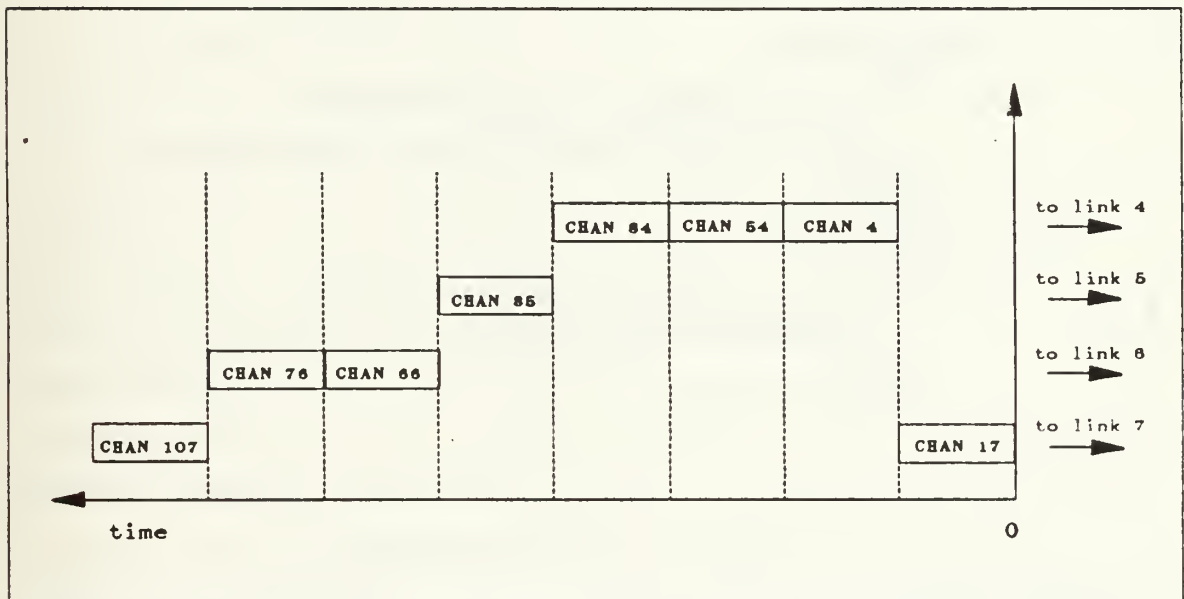 to link 4
CHAN 84 CHAN 54 CHAN 4
to link 5
CHAN 85
to link 6
CHAN 76 CHAN 66
to link 7
CHAN 107 CHAN 17
time 0